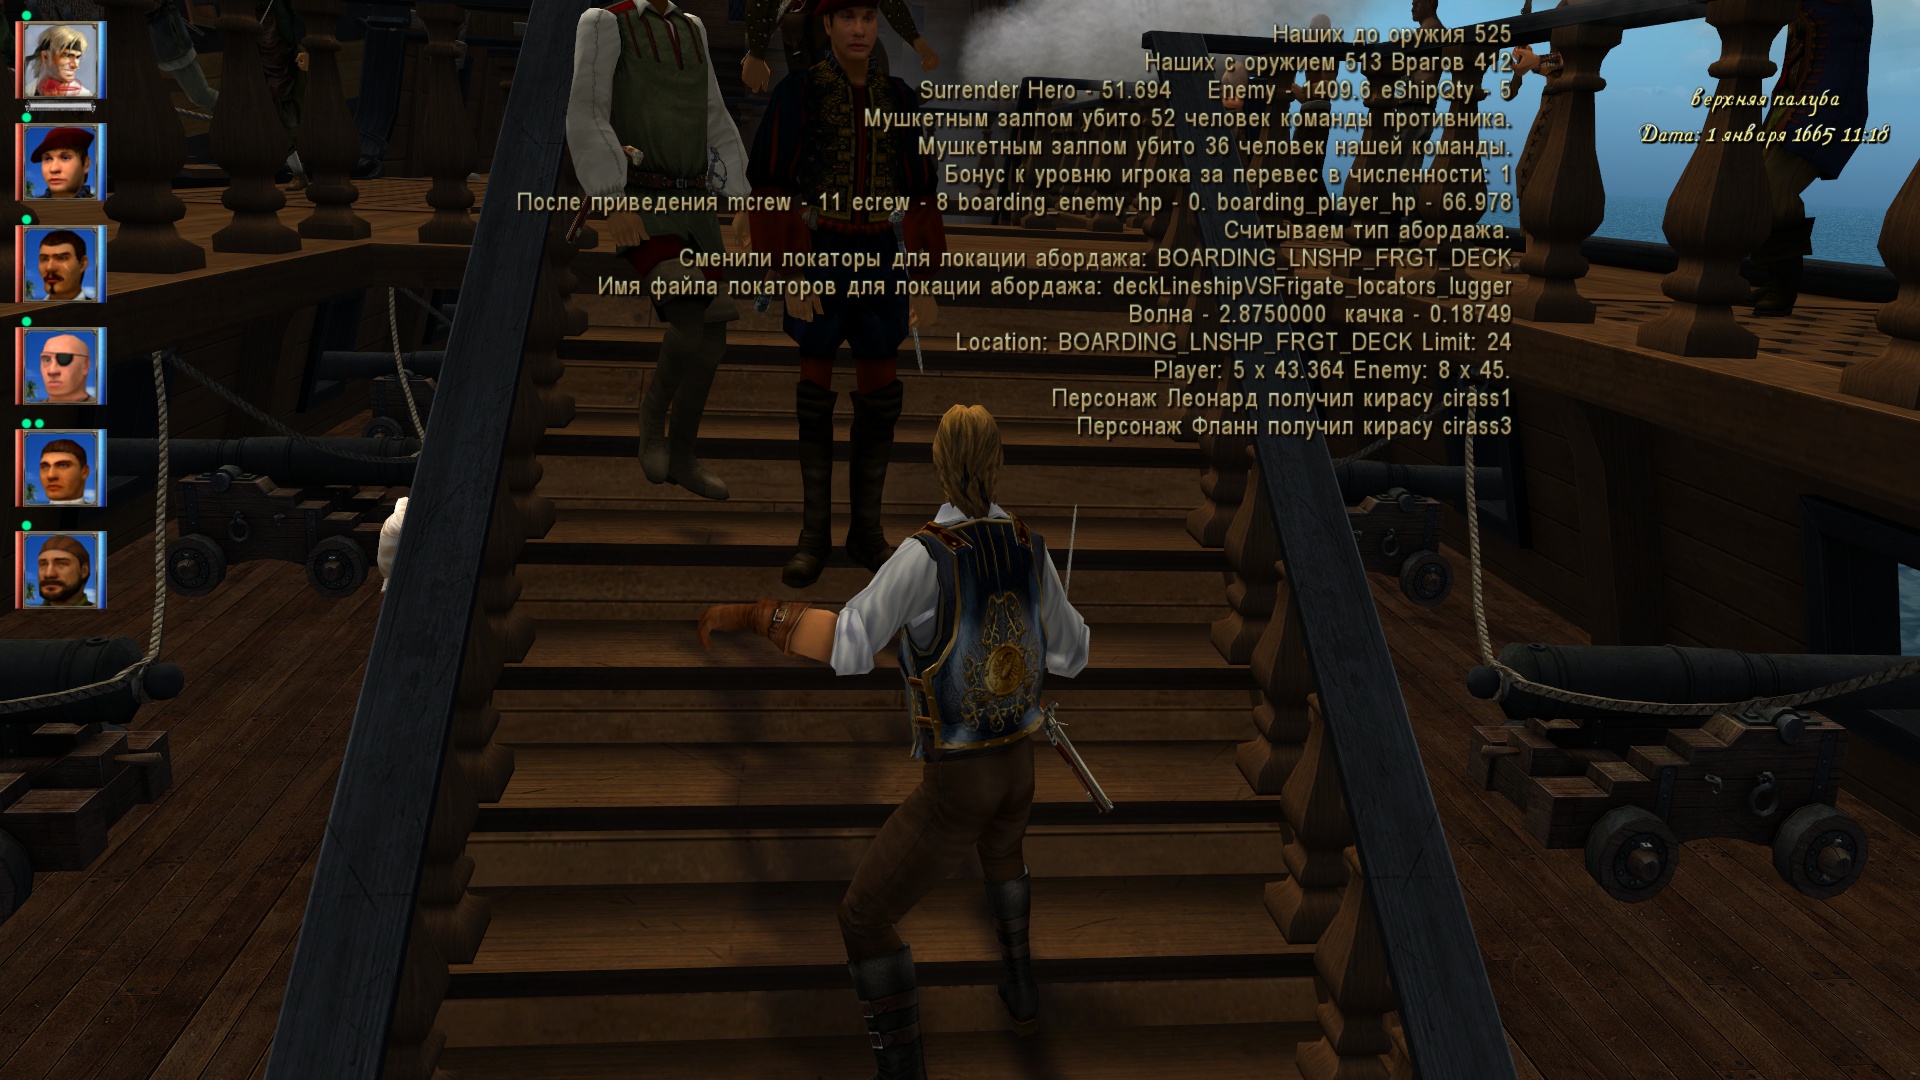 Наших до оружия 525
Наших с оружием 513 Врагов 412
Surrender Hero - 51.694 Enemy - 1409.6 eShipQty - 5
Мушкетным залпом убито 52 человек команды противника.
Мушкетным залпом убито 36 человек нашей команды.
Бонус к уровню игрока за перевес в численности: 1
После приведения mcrew - 11 ecrew - 8 boarding_enemy_hp - 0. boarding_player_hp - 66.978
Считываем тип абордажа.
Сменили локаторы для локации абордажа: BOARDING_LNSHP_FRGT_DECK
Имя файла локаторов для локации абордажа: deckLineshipVSFrigate_locators_lugger
Волна - 2.8750000 качка - 0.18749
Location: BOARDING_LNSHP_FRGT_DECK Limit: 24
Player: 5 x 43.364 Enemy: 8 x 45.
Персонаж Леонард получил кирасу cirass1
Персонаж Фланн получил кирасу cirass3
верхняя палуба
Дата: 1 января 1665 11:18